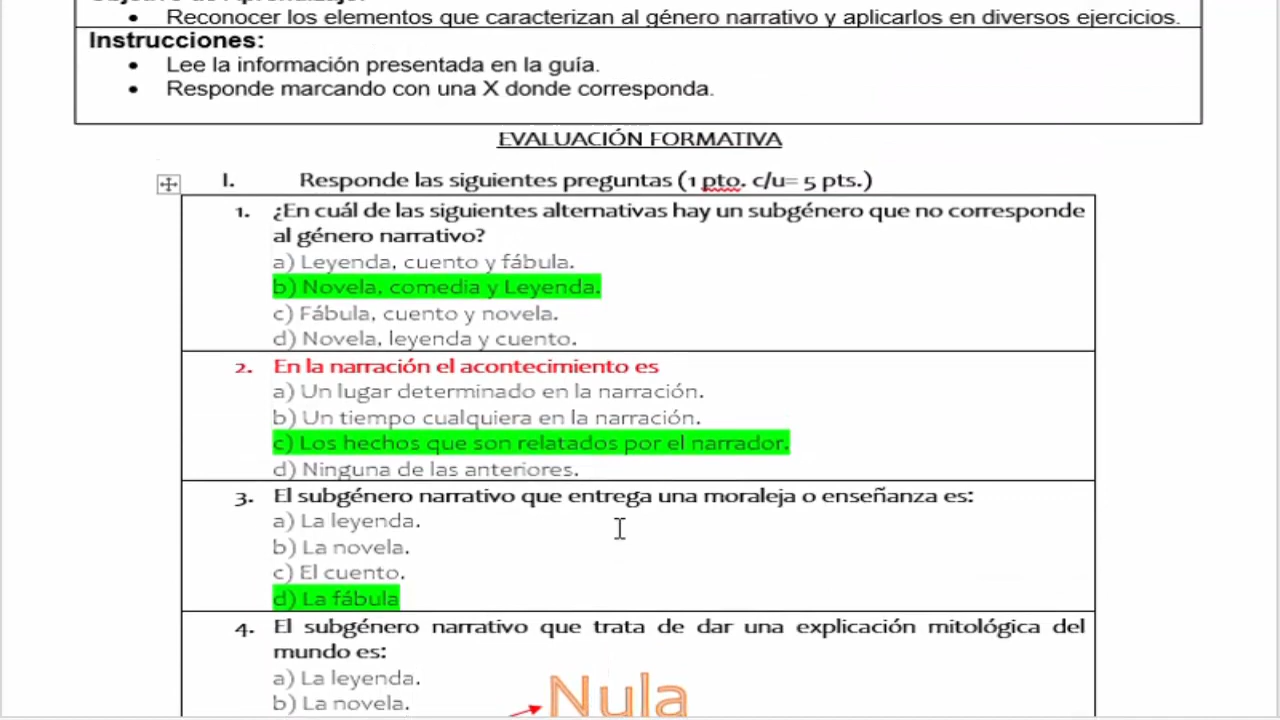 • Reconocer los elementos que caracterizan al género narrativo y aplicarlos en diversos ejercicios.
Instrucciones:
• Lee la información presentada en la guía.
• Responde marcando con una X donde corresponda.
EVALUACIÓN FORMATIVA
I. Responde las siguientes preguntas (1 pto. c/u= 5 pts.)
1. ¿En cuál de las siguientes alternativas hay un subgénero que no corresponde
al género narrativo?
a) Leyenda, cuento y fábula.
b) Novela, comedia y Leyenda.
c) Fábula, cuento y novela.
d) Novela, leyenda y cuento.
2. En la narración el acontecimiento es
a) Un lugar determinado en la narración.
b) Un tiempo cualquiera en la narración.
c) Los hechos que son relatados por el narrador.
d) Ninguna de las anteriores.
3. El subgénero narrativo que entrega una moraleja o enseñanza es:
a) La leyenda.
b) La novela.
c) El cuento.
d) La fábula
4. El subgénero narrativo que trata de dar una explicación mitológica del
mundo es:
a) La leyenda.
b) La novela.
Nula